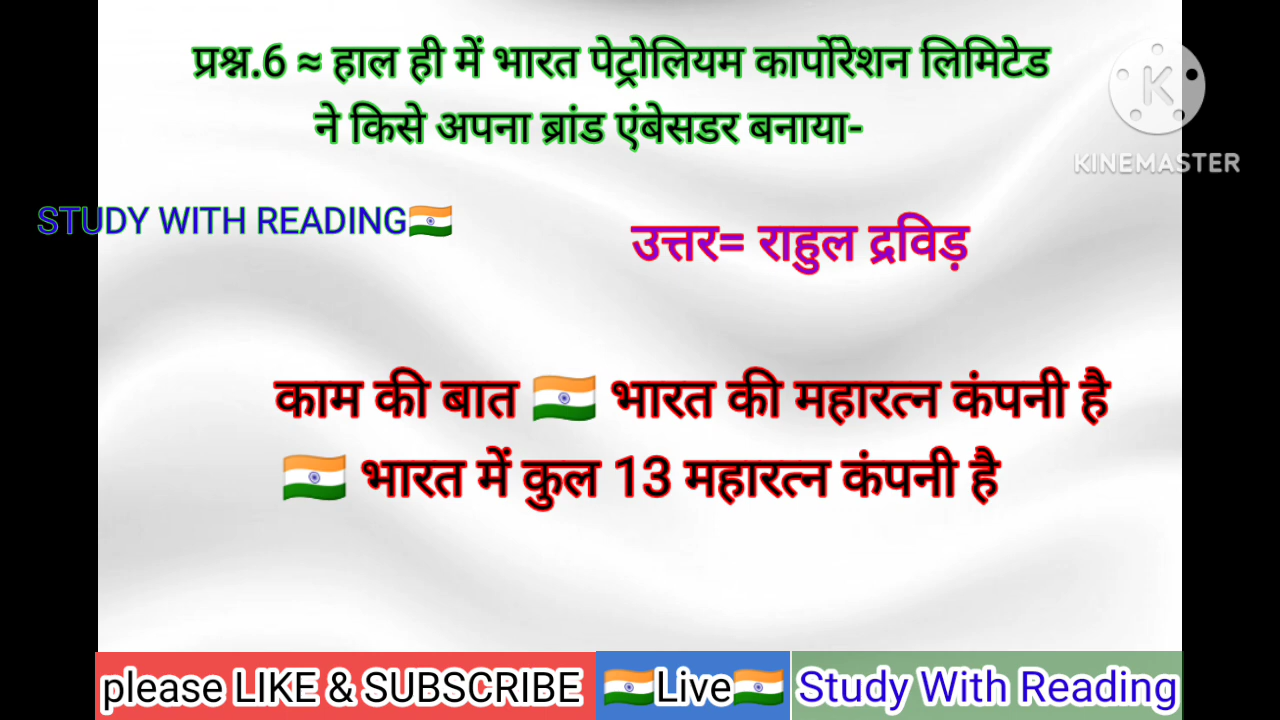 प्रश्न.6 ≈ हाल ही में भारत पेट्रोलियम कार्पोरेशन लिमिटेड
ने किसे अपना ब्रांड एंबेसडर बनाया-
K
KINEMASTER
STUDY WITH READING🇮🇳
उत्तर= राहुल द्रविड़
काम की बात 🇮🇳 भारत की महारत्न कंपनी है
🇮🇳 भारत में कुल 13 महारत्न कंपनी है
please LIKE & SUBSCRIBE 🇮🇳Live🇮🇳 Study With Reading